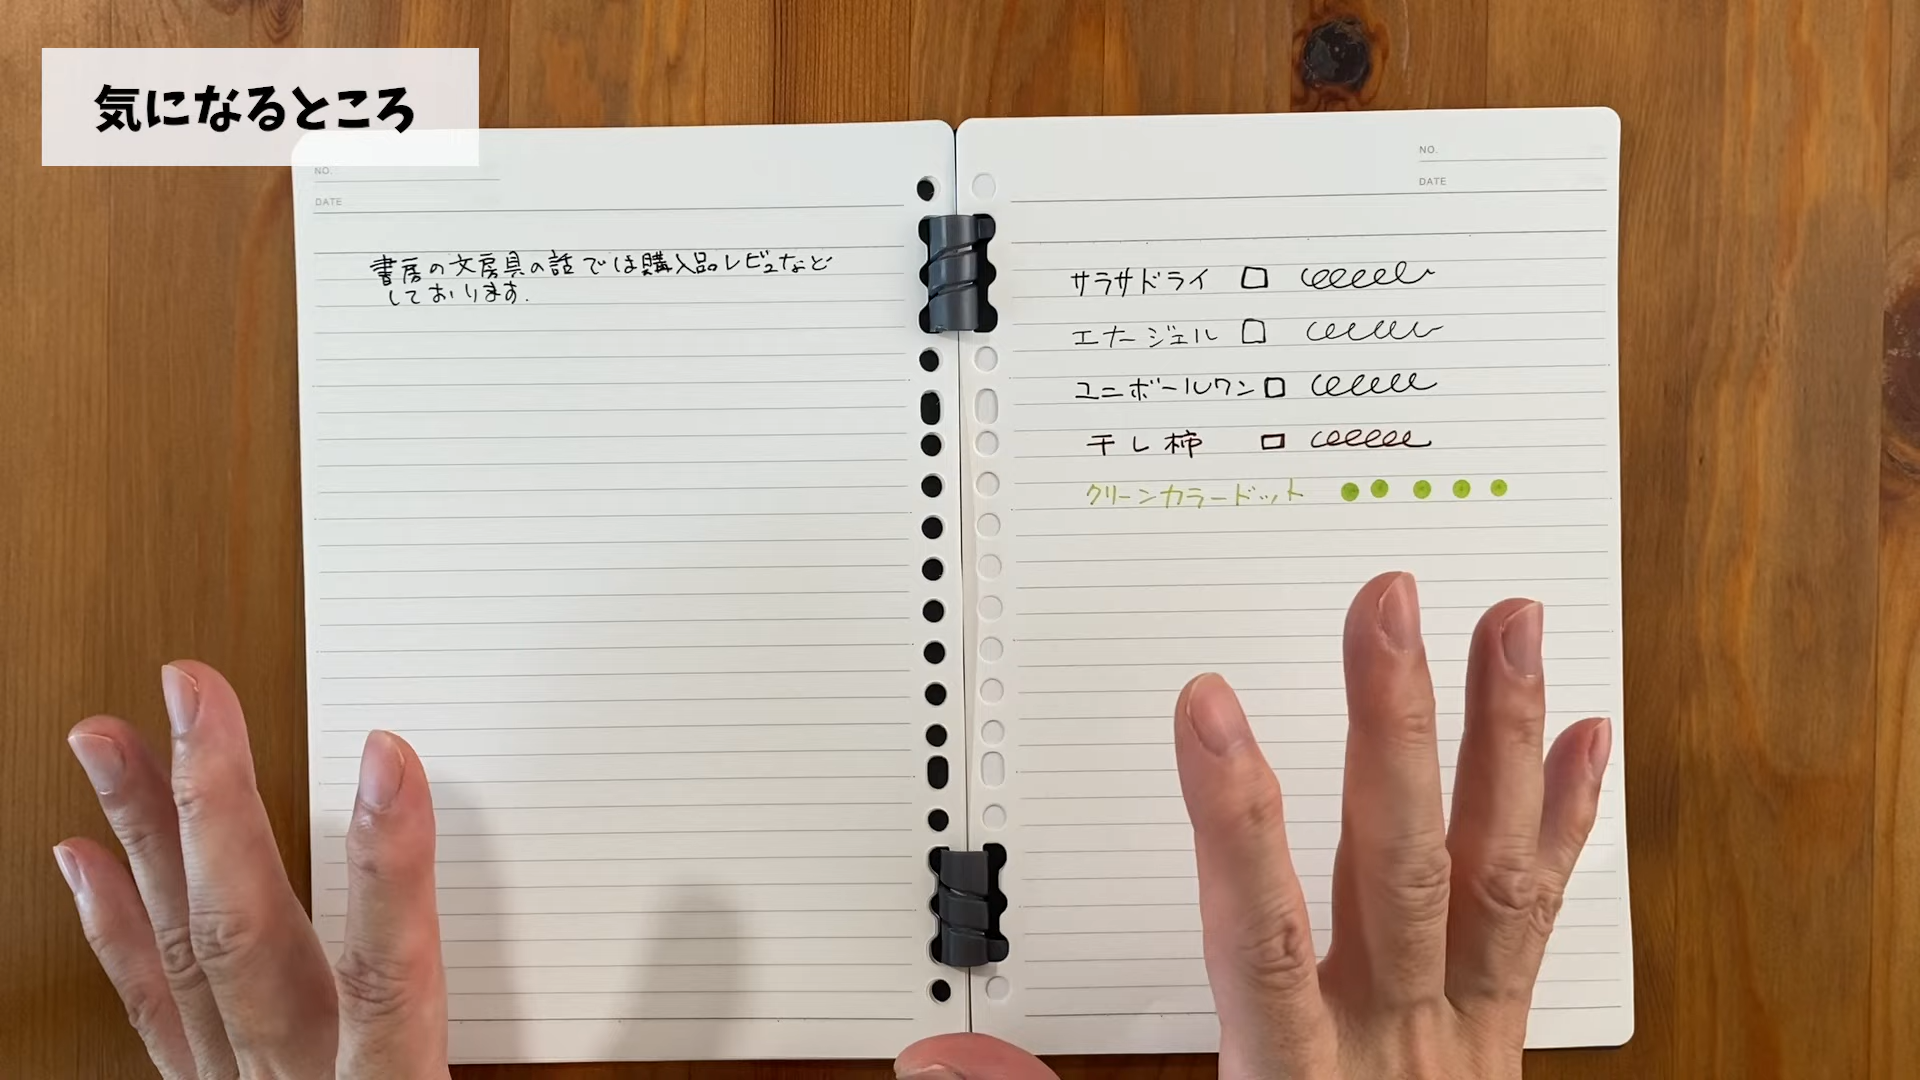 気になるところ
NO.
DATE
書房の文房具の話では購入品レビュなど
しております.
NO.
DATE
サラサドライ
エナージェル
ユニボールワン
干し柿
クリーンカラードット